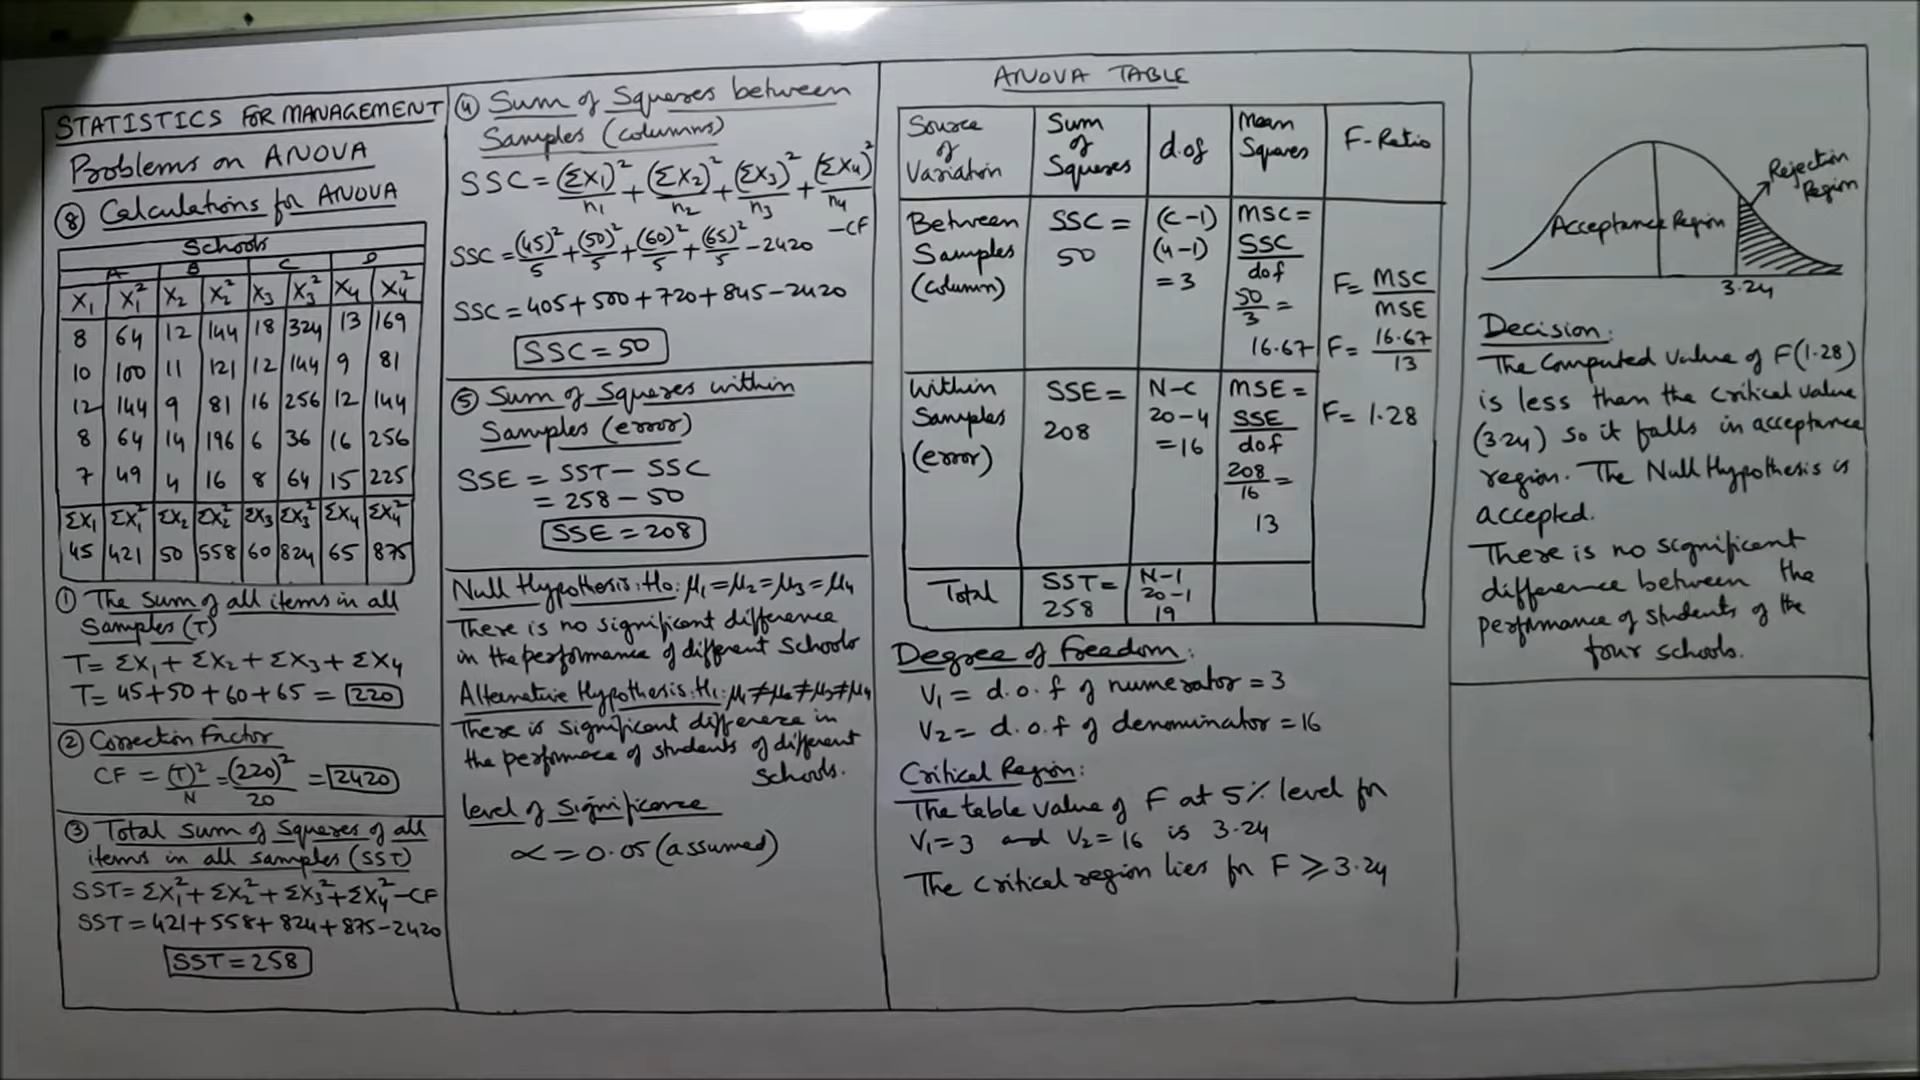 STATISTICS FOR MANAGEMENT
Problems on ANOVA
⑧ Calculations for ANOVA
Schools
A B C D
X₁ X₁² X₂ X₂² X₃ X₃² X₄ X₄²
8 64 12 144 18 324 13 169
10 100 11 121 12 144 9 81
12 144 9 81 16 256 12 144
8 64 14 196 6 36 16 256
7 49 4 16 8 64 15 225
ΣX₁ ΣX₁² ΣX₂ ΣX₂² ΣX₃ ΣX₃² ΣX₄ ΣX₄²
45 421 50 558 60 824 65 875
① The Sum of all items in all
Samples (T)
T = ΣX₁ + ΣX₂ + ΣX₃ + ΣX₄
T = 45 + 50 + 60 + 65 = 220
② Correction Factor
CF = (T)²/N = (220)²/20 = 2420
③ Total Sum of Squares of all
items in all samples (SST)
SST = ΣX₁² + ΣX₂² + ΣX₃² + ΣX₄² - CF
SST = 421 + 558 + 824 + 875 - 2420
SST = 258
④ Sum of Squares between
Samples (columns)
SSC = (ΣX₁)²/n₁ + (ΣX₂)²/n₂ + (ΣX₃)²/n₃ + (ΣX₄)²/n₄
- CF
SSC = (45)²/5 + (50)²/5 + (60)²/5 + (65)²/5 - 2420
SSC = 405 + 500 + 720 + 845 - 2420
SSC = 50
⑤ Sum of Squares within
Samples (error)
SSE = SST - SSC
= 258 - 50
SSE = 208
Null Hypothesis: H₀: μ₁ = μ₂ = μ₃ = μ₄
There is no significant difference
in the performance of different Schools
Alternative Hypothesis: H₁: μ₁ ≠ μ₂ ≠ μ₃ ≠ μ₄
There is significant difference in
the performace of students of different
Schools.
level of Significance
α = 0.05 (assumed)
ANOVA TABLE
Source of Variation
Sum of Squares
d.of
Mean Squares
F-Ratio
Between Samples (column)
SSC = 50
(C-1)
(4-1)
= 3
MSC =
SSC/dof
50/3 =
16.67
F = MSC/MSE
F = 16.67/13
F = 1.28
Within Samples (error)
SSE = 208
N-C
20-4
= 16
MSE =
SSE/dof
208/16 =
13
Total
SST = 258
N-1
20-1
19
Degree of Freedom:
V₁ = d.o.f of numerator = 3
V₂ = d.o.f of denominator = 16
Critical Region:
The table value of F at 5% level for
V₁ = 3 and V₂ = 16 is 3.24
The critical region lies for F ⩾ 3.24
Rejection
Region
Acceptance Region
3.24
Decision:
The Computed Value of F(1.28)
is less than the critical value
(3.24) so it falls in acceptance
region. The Null Hypothesis is
accepted.
There is no significant
difference between the
performance of students of the
four schools.